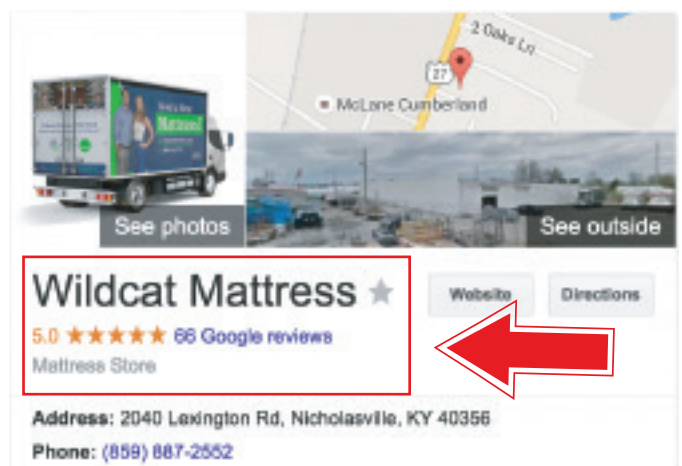 2 Oaks Ln
27
McLane Cumberland
Mattress?
See photos
See outside
Wildcat Mattress
Website
Directions
5.0 ★★★★★ 66 Google reviews
Mattress Store
Address: 2040 Lexington Rd, Nicholasville, KY 40356
Phone: (859) 887-2552